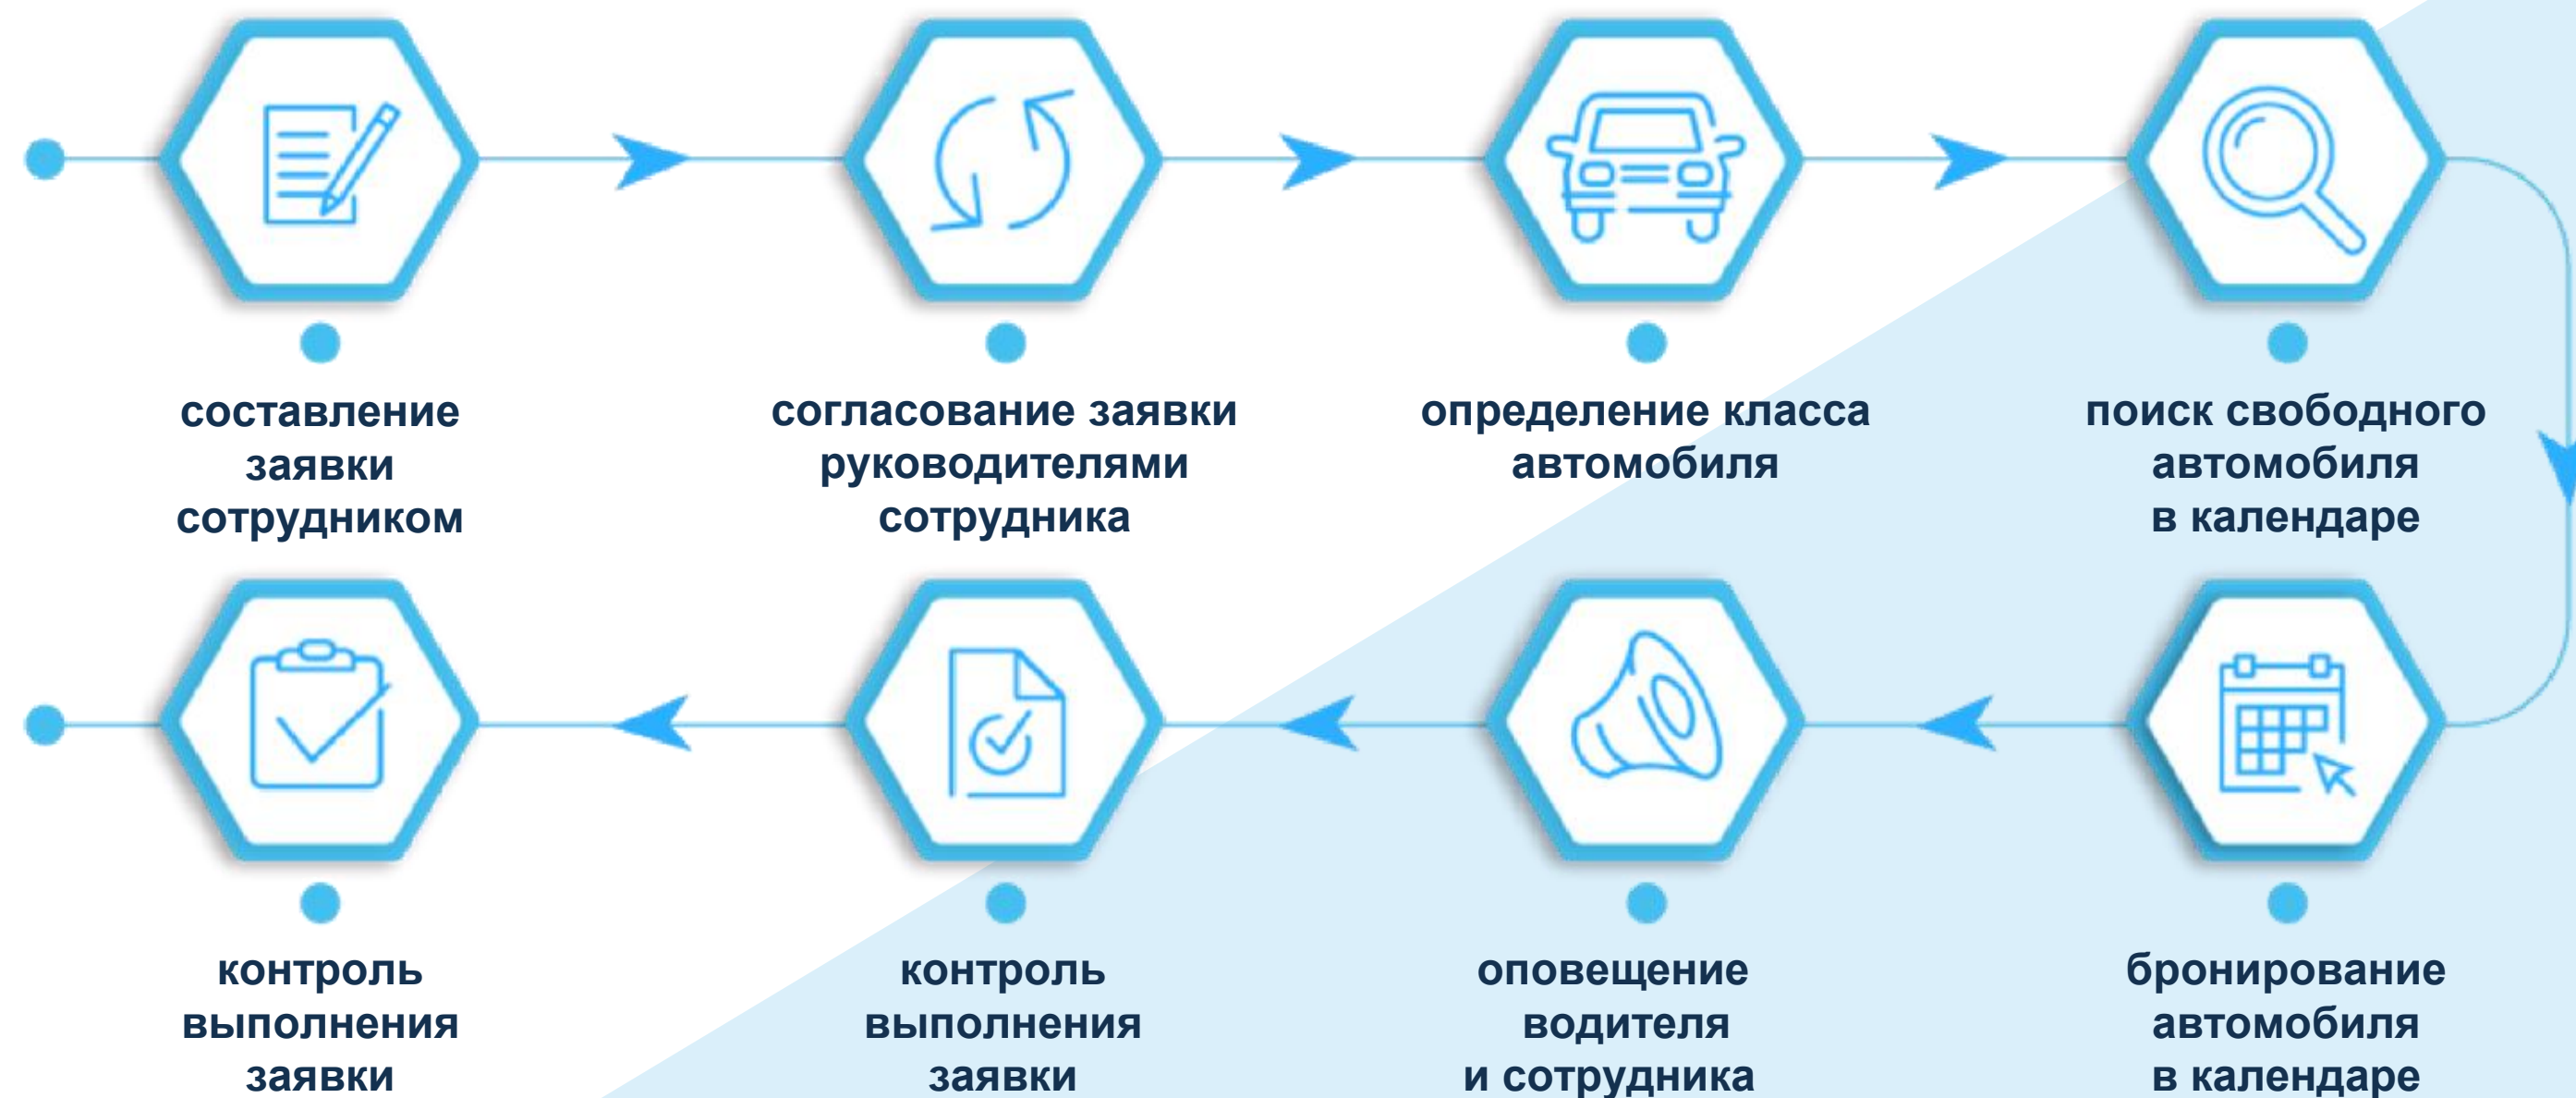 составление
заявки
сотрудником
согласование заявки
руководителями
сотрудника
определение класса
автомобиля
поиск свободного
автомобиля
в календаре
контроль
выполнения
заявки
контроль
выполнения
заявки
оповещение
водителя
и сотрудника
бронирование
автомобиля
в календаре